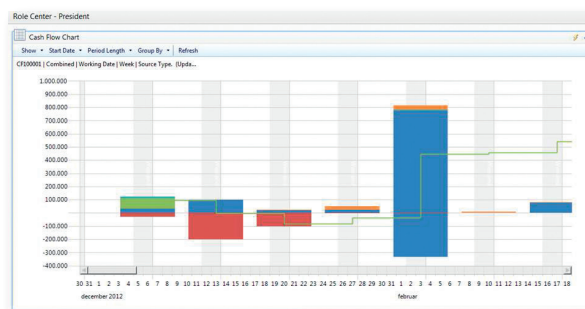 Role Center - President
Cash Flow Chart
Show Start Date Period Length Group By Refresh
CF100001 | Combined | Working Date | Week | Source Type. (Upda...
1.000.000
900.000
800.000
700.000
600.000
500.000
400.000
300.000
200.000
100.000
-100.000
-200.000
-300.000
-400.000
30 31 1 2 3 4 5 6 7 8 9 10 11 12 13 14 15 16 17 18 19 20 21 22 23 24 25 26 27 28 29 30 31 1 2 3 4 5 6 7 8 9 10 11 12 13 14 15 16 17 18
december 2012 februar